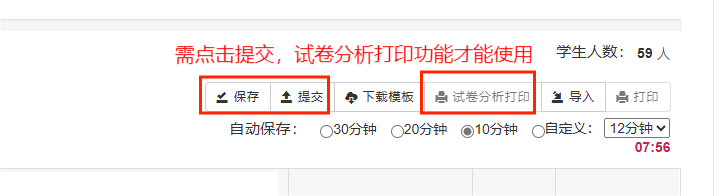 需点击提交，试卷分析打印功能才能使用 学生人数： 59 人
保存 提交 下载模板 试卷分析打印 导入 打印
自动保存： 30分钟 20分钟 10分钟 自定义： 12分钟
07:56